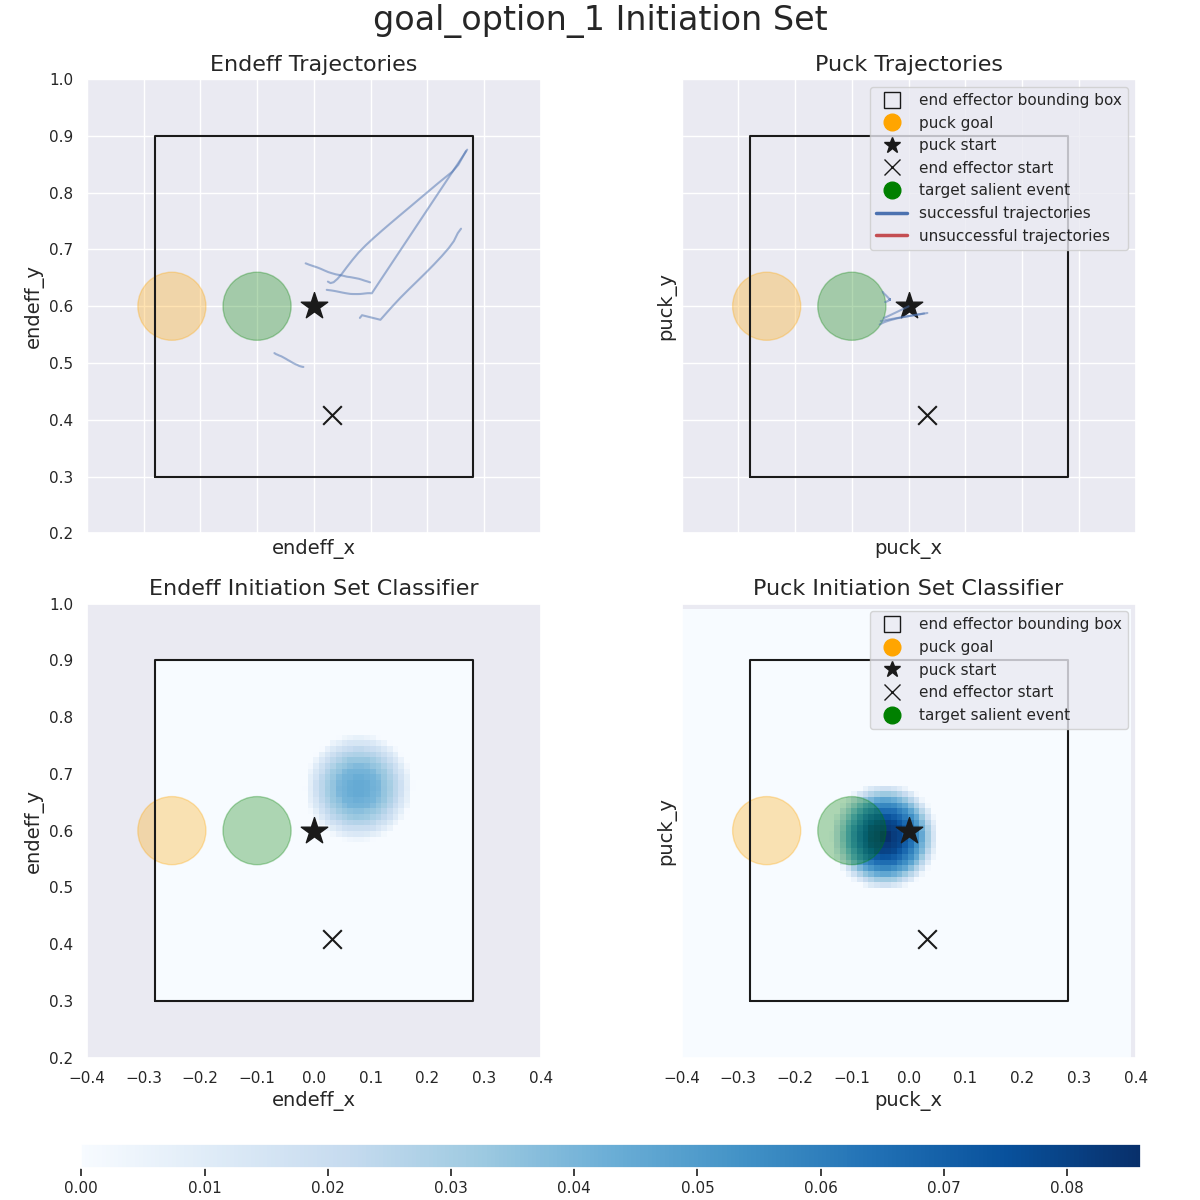 goal_option_1 Initiation Set
Endeff Trajectories
1.0
0.9
0.8
0.7
0.6
0.5
0.4
0.3
0.2
endeff_y
endeff_x
Puck Trajectories
end effector bounding box
puck goal
puck start
end effector start
target salient event
successful trajectories
unsuccessful trajectories
puck_y
puck_x
Endeff Initiation Set Classifier
1.0
0.9
0.8
0.7
0.6
0.5
0.4
0.3
0.2
endeff_y
−0.4 −0.3 −0.2 −0.1 0.0 0.1 0.2 0.3 0.4
endeff_x
Puck Initiation Set Classifier
end effector bounding box
puck goal
puck start
end effector start
target salient event
puck_y
−0.4 −0.3 −0.2 −0.1 0.0 0.1 0.2 0.3 0.4
puck_x
0.00 0.01 0.02 0.03 0.04 0.05 0.06 0.07 0.08